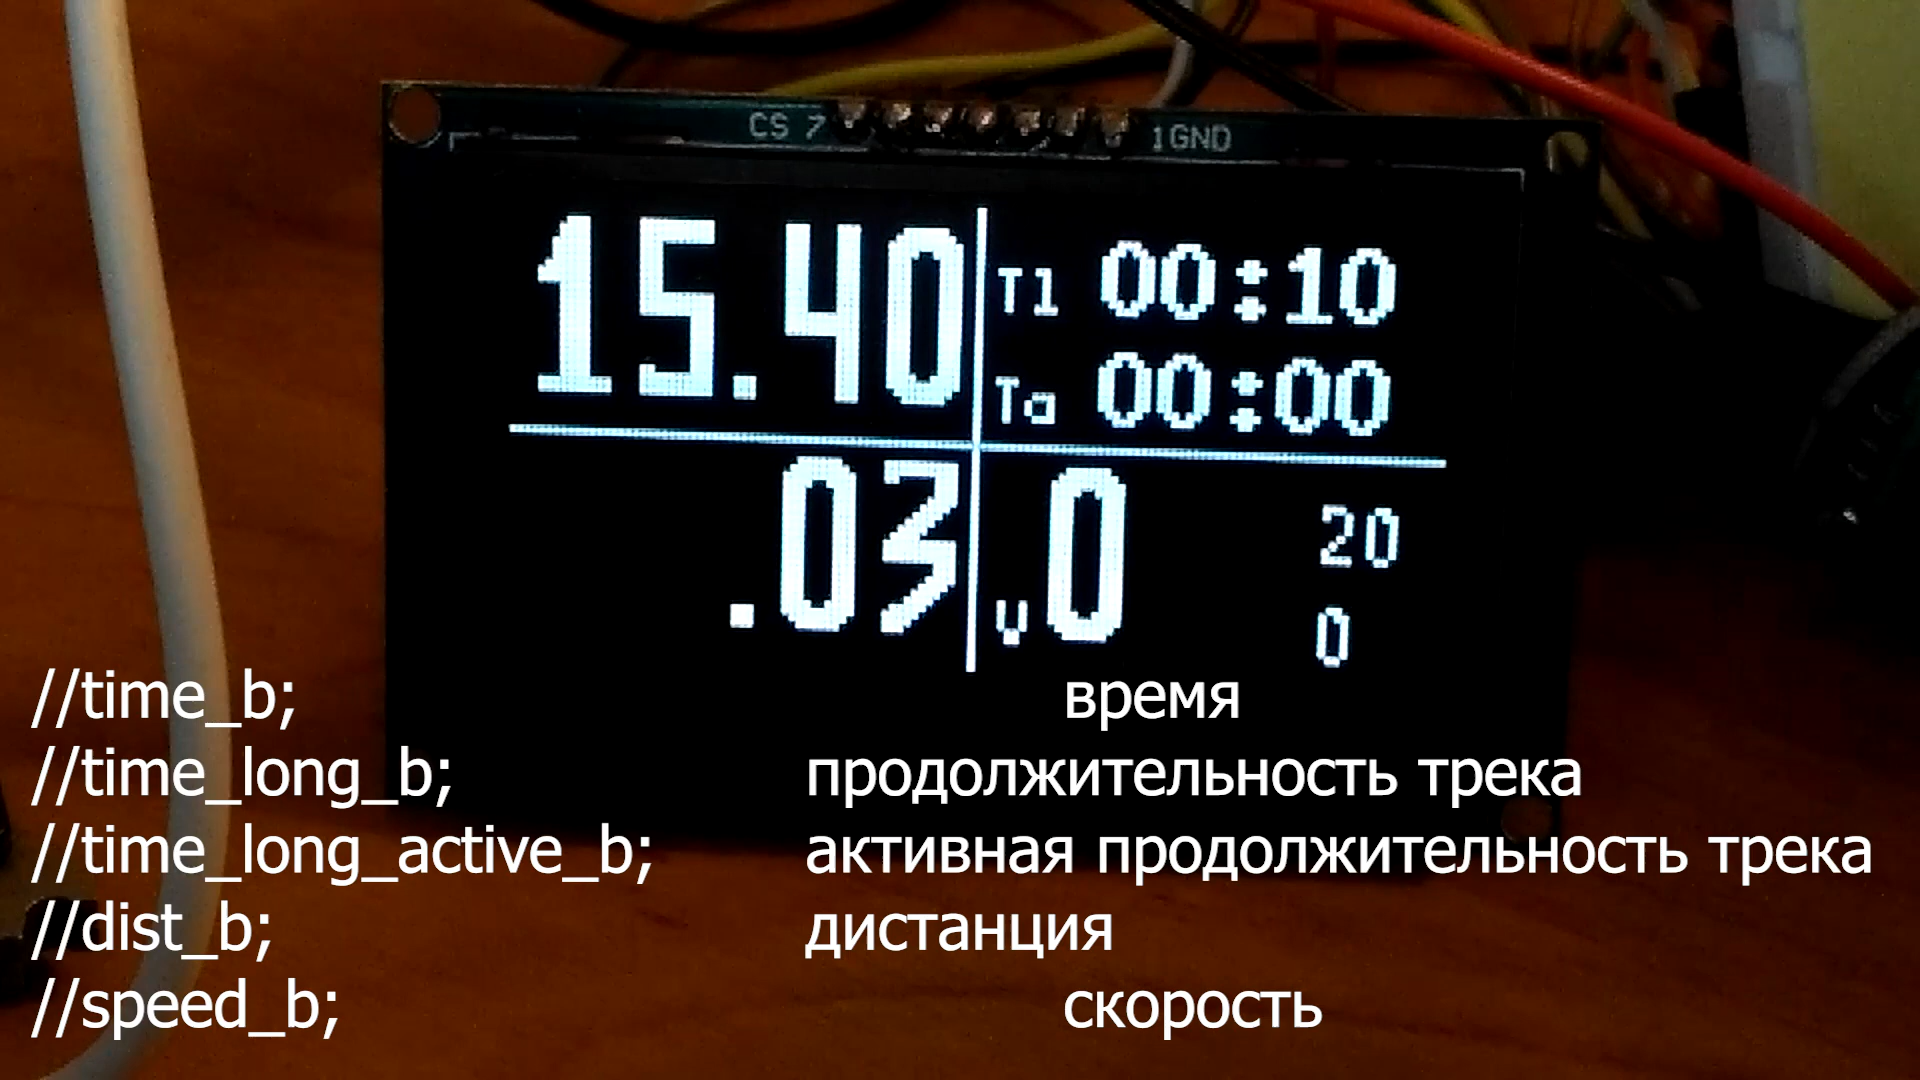 CS 7 1GND
15.40
T1 00:10
Ta 00:00
.03
v 0
20
0
//time_b; время
//time_long_b; продолжительность трека
//time_long_active_b; активная продолжительность трека
//dist_b; дистанция
//speed_b; скорость